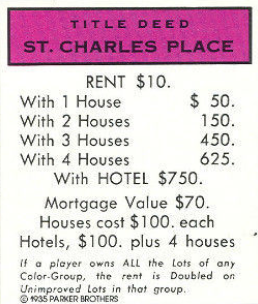 TITLE DEED
ST. CHARLES PLACE
RENT $10.
With 1 House $ 50.
With 2 Houses 150.
With 3 Houses 450.
With 4 Houses 625.
With HOTEL $750.
Mortgage Value $70.
Houses cost $100. each
Hotels, $100. plus 4 houses
If a player owns ALL the Lots of any
Color-Group, the rent is Doubled on
Unimproved Lots in that group.
© 1935 PARKER BROTHERS